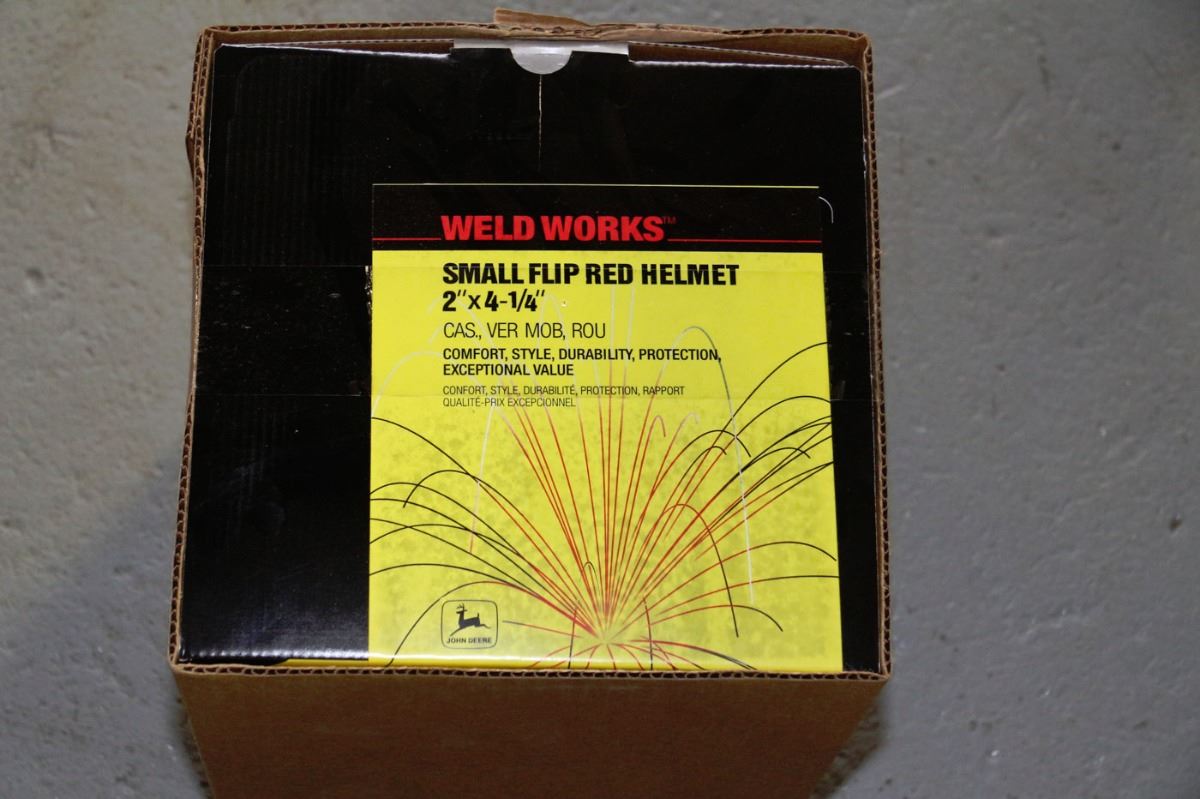 WELD WORKS™
SMALL FLIP RED HELMET
2"x 4-1/4"
CAS., VER MOB, ROU
COMFORT, STYLE, DURABILITY, PROTECTION,
EXCEPTIONAL VALUE
CONFORT, STYLE, DURABILITÉ, PROTECTION, RAPPORT
QUALITÉ-PRIX EXCEPCIONNEL
JOHN DEERE